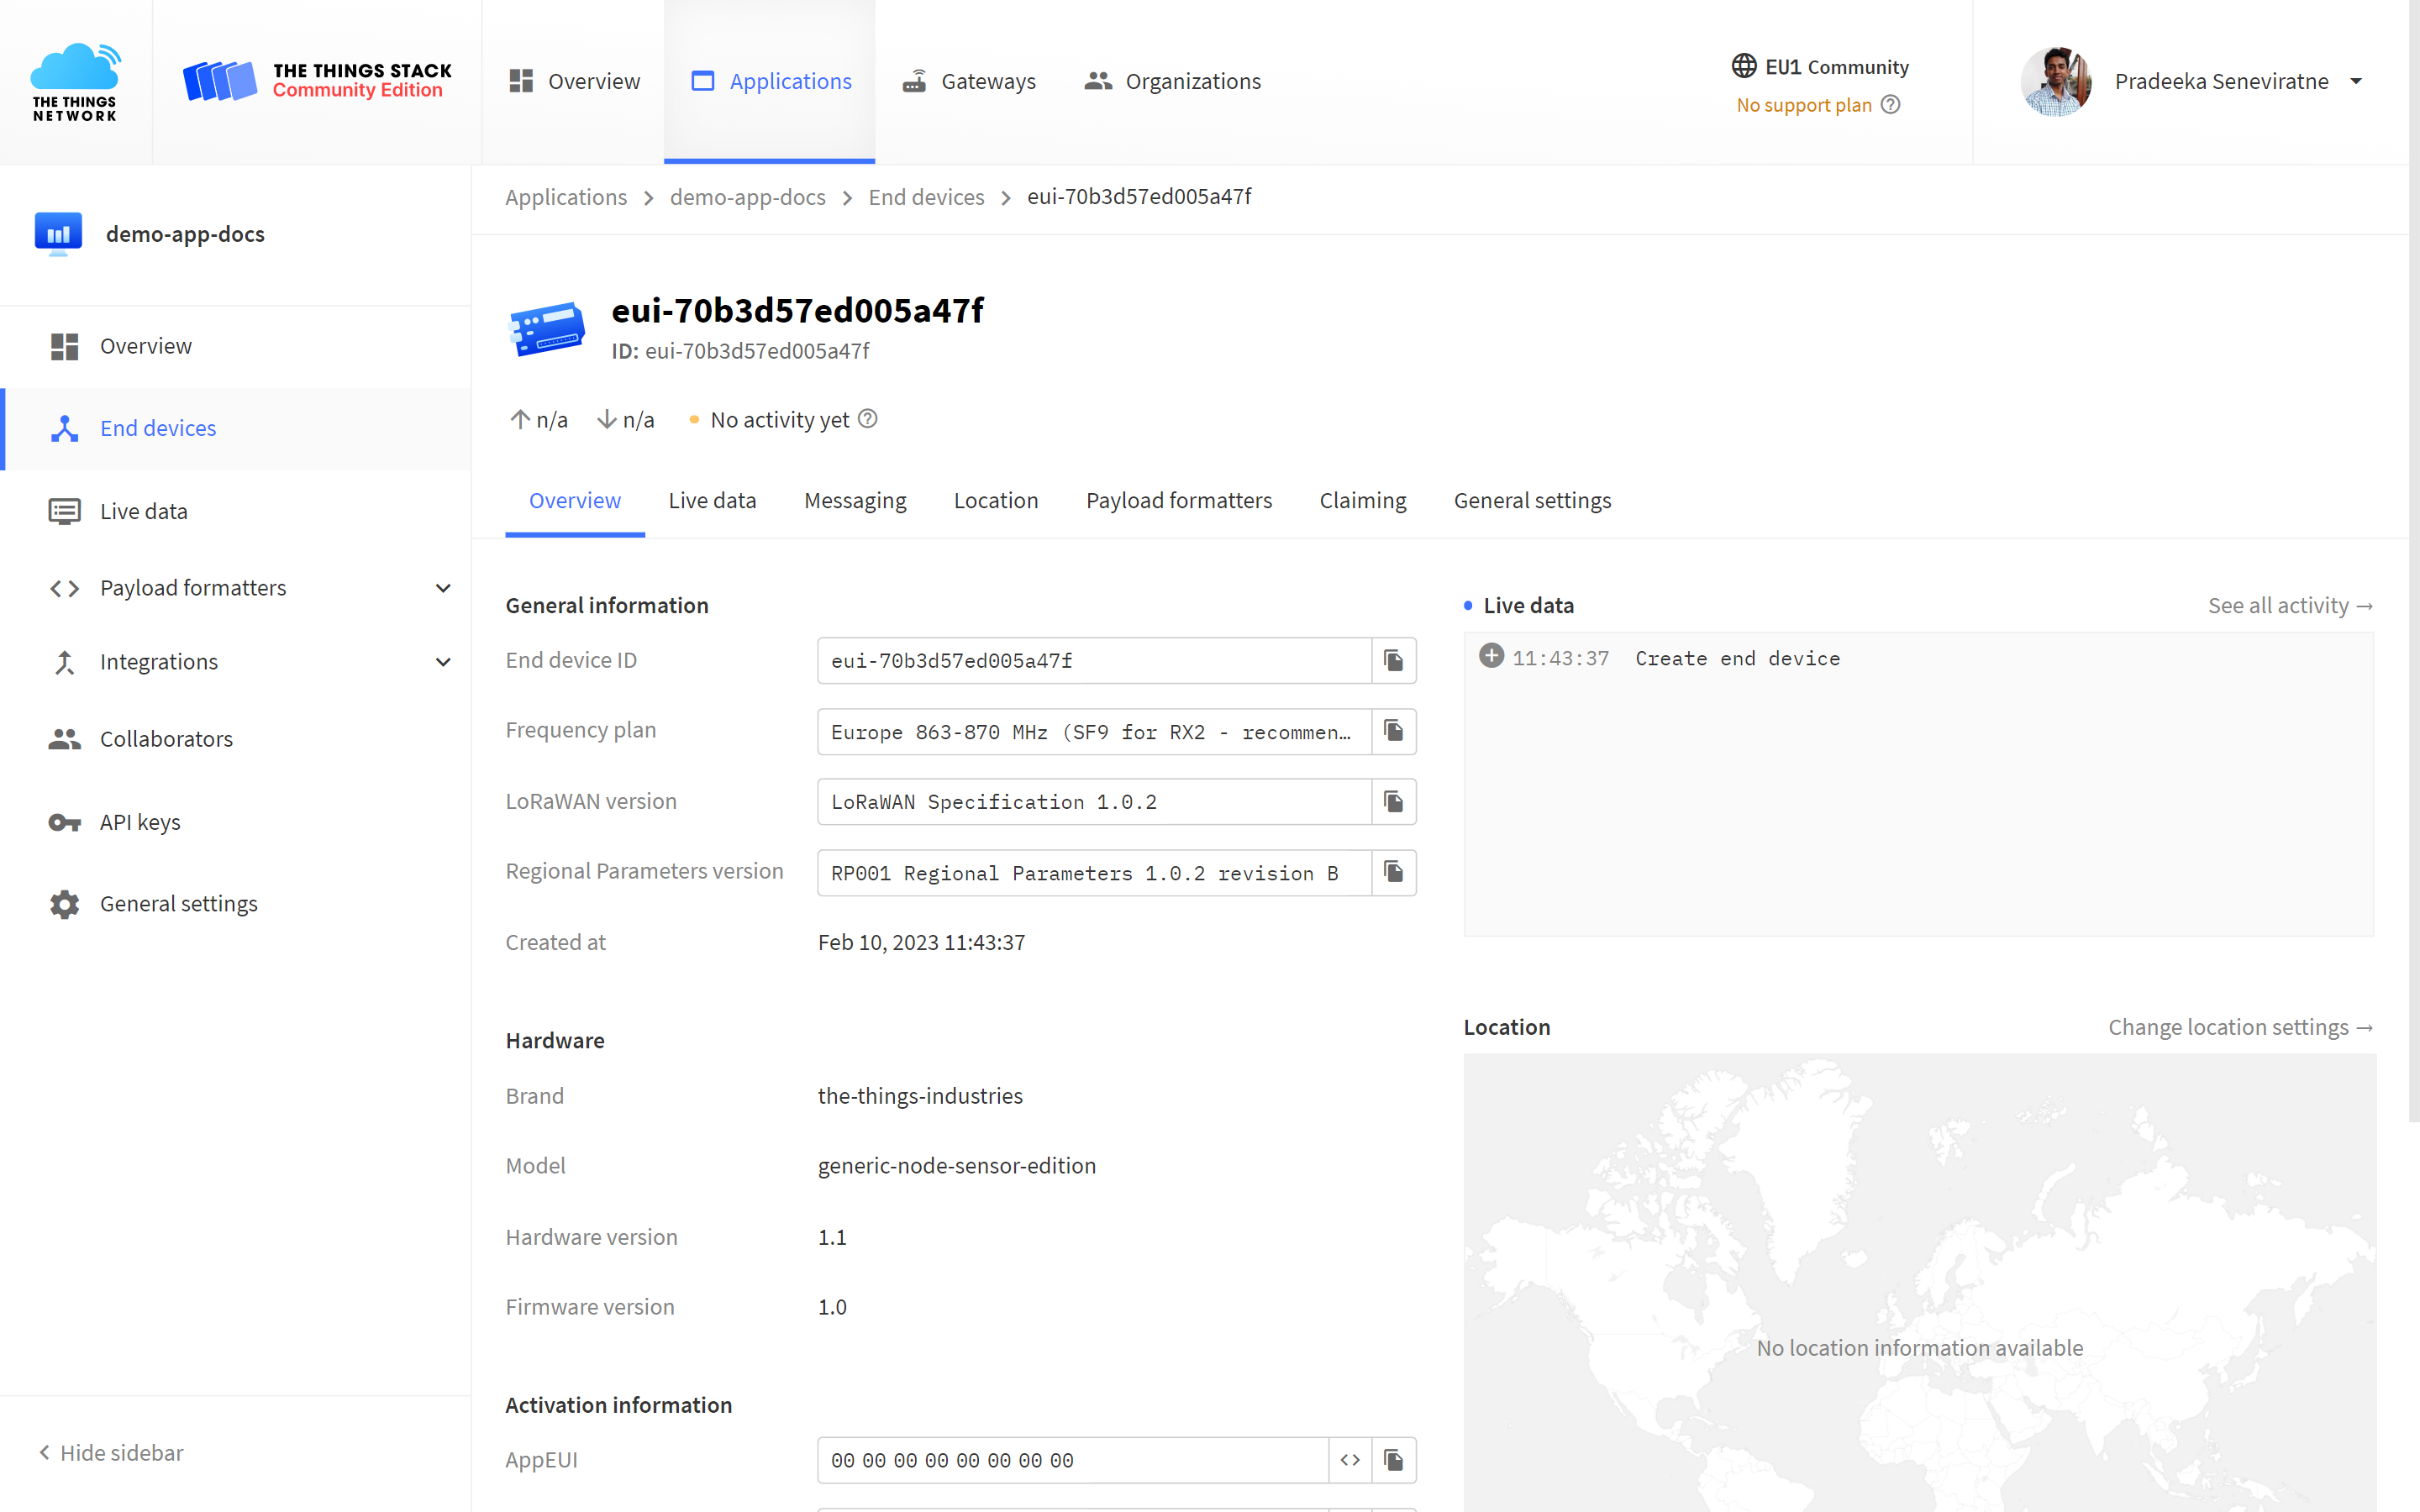 THE THINGS
NETWORK
THE THINGS STACK
Community Edition
Overview
Applications
Gateways
Organizations
EU1 Community
No support plan
Pradeeka Seneviratne
demo-app-docs
Overview
End devices
Live data
Payload formatters
Integrations
Collaborators
API keys
General settings
Hide sidebar
Applications > demo-app-docs > End devices > eui-70b3d57ed005a47f
eui-70b3d57ed005a47f
ID: eui-70b3d57ed005a47f
↑ n/a ↓ n/a • No activity yet
Overview
Live data
Messaging
Location
Payload formatters
Claiming
General settings
General information
End device ID
eui-70b3d57ed005a47f
Frequency plan
Europe 863-870 MHz (SF9 for RX2 - recommen…
LoRaWAN version
LoRaWAN Specification 1.0.2
Regional Parameters version
RP001 Regional Parameters 1.0.2 revision B
Created at
Feb 10, 2023 11:43:37
Hardware
Brand
the-things-industries
Model
generic-node-sensor-edition
Hardware version
1.1
Firmware version
1.0
Activation information
AppEUI
00 00 00 00 00 00 00 00
Live data
See all activity →
11:43:37 Create end device
Location
Change location settings →
No location information available